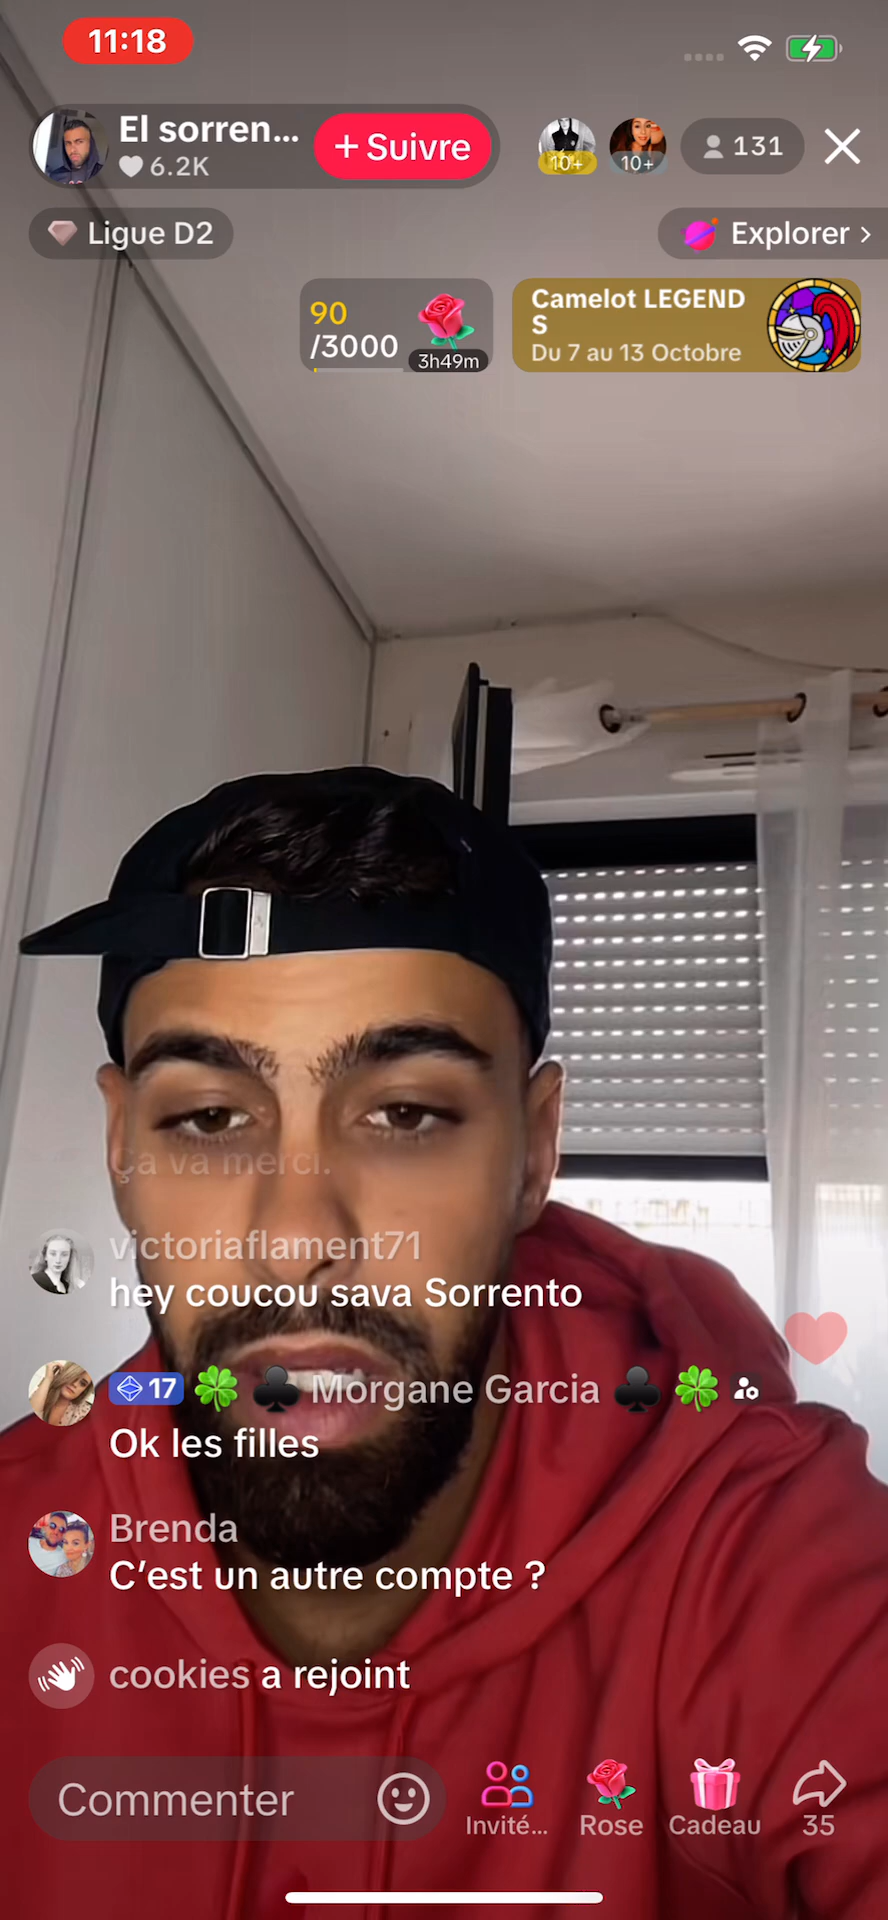 11:18
El sorren...
6.2K
+ Suivre
10+
10+
131
Ligue D2
Explorer >
90
/3000
3h49m
Camelot LEGEND
S
Du 7 au 13 Octobre
Ça va merci.
victoriaflament71
hey coucou sava Sorrento
17 🍀 ♣️ Morgane Garcia ♣️ 🍀
Ok les filles
Brenda
C’est un autre compte ?
cookies a rejoint
Commenter
Invité...
Rose
Cadeau
35